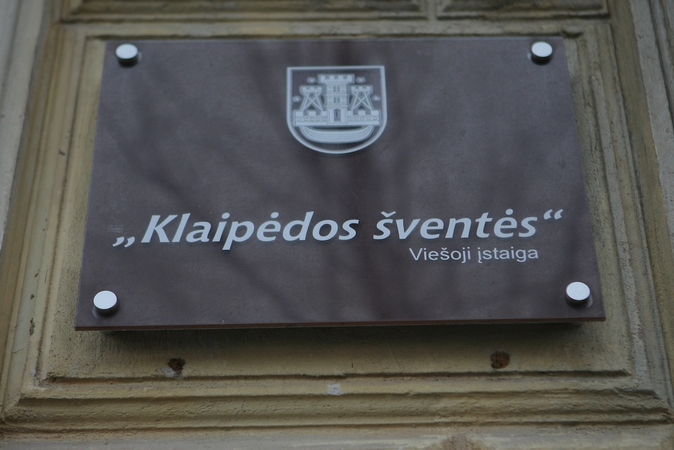 „Klaipėdos šventės“
Viešoji įstaiga